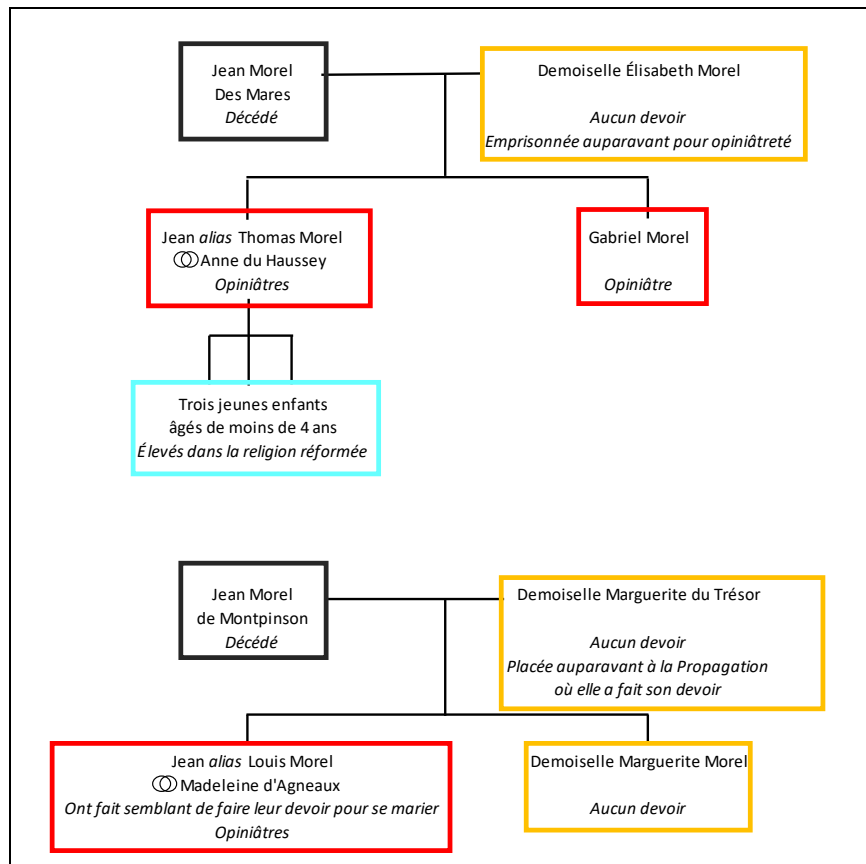 Jean Morel
Des Mares
Décédé
Demoiselle Élisabeth Morel
Aucun devoir
Emprisonnée auparavant pour opiniâtreté
Jean alias Thomas Morel
Anne du Haussey
Opiniâtres
Gabriel Morel
Opiniâtre
Trois jeunes enfants
âgés de moins de 4 ans
Élevés dans la religion réformée
Jean Morel
de Montpinson
Décédé
Demoiselle Marguerite du Trésor
Aucun devoir
Placée auparavant à la Propagation
où elle a fait son devoir
Jean alias Louis Morel
Madeleine d'Agneaux
Ont fait semblant de faire leur devoir pour se marier
Opiniâtres
Demoiselle Marguerite Morel
Aucun devoir